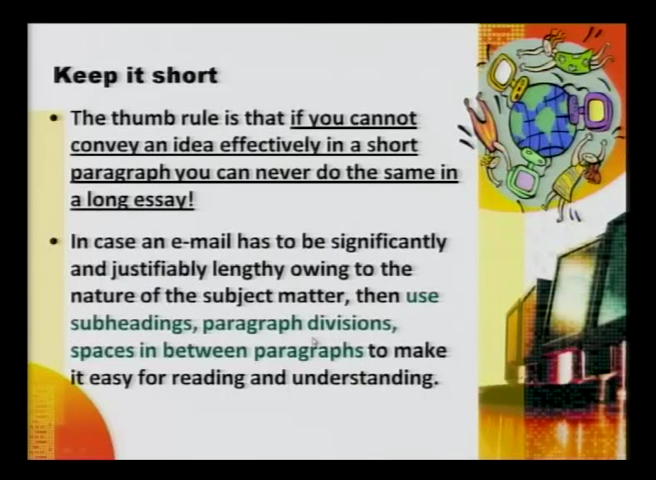 Keep it short
• The thumb rule is that if you cannot
convey an idea effectively in a short
paragraph you can never do the same in
a long essay!
• In case an e-mail has to be significantly
and justifiably lengthy owing to the
nature of the subject matter, then use
subheadings, paragraph divisions,
spaces in between paragraphs to make
it easy for reading and understanding.